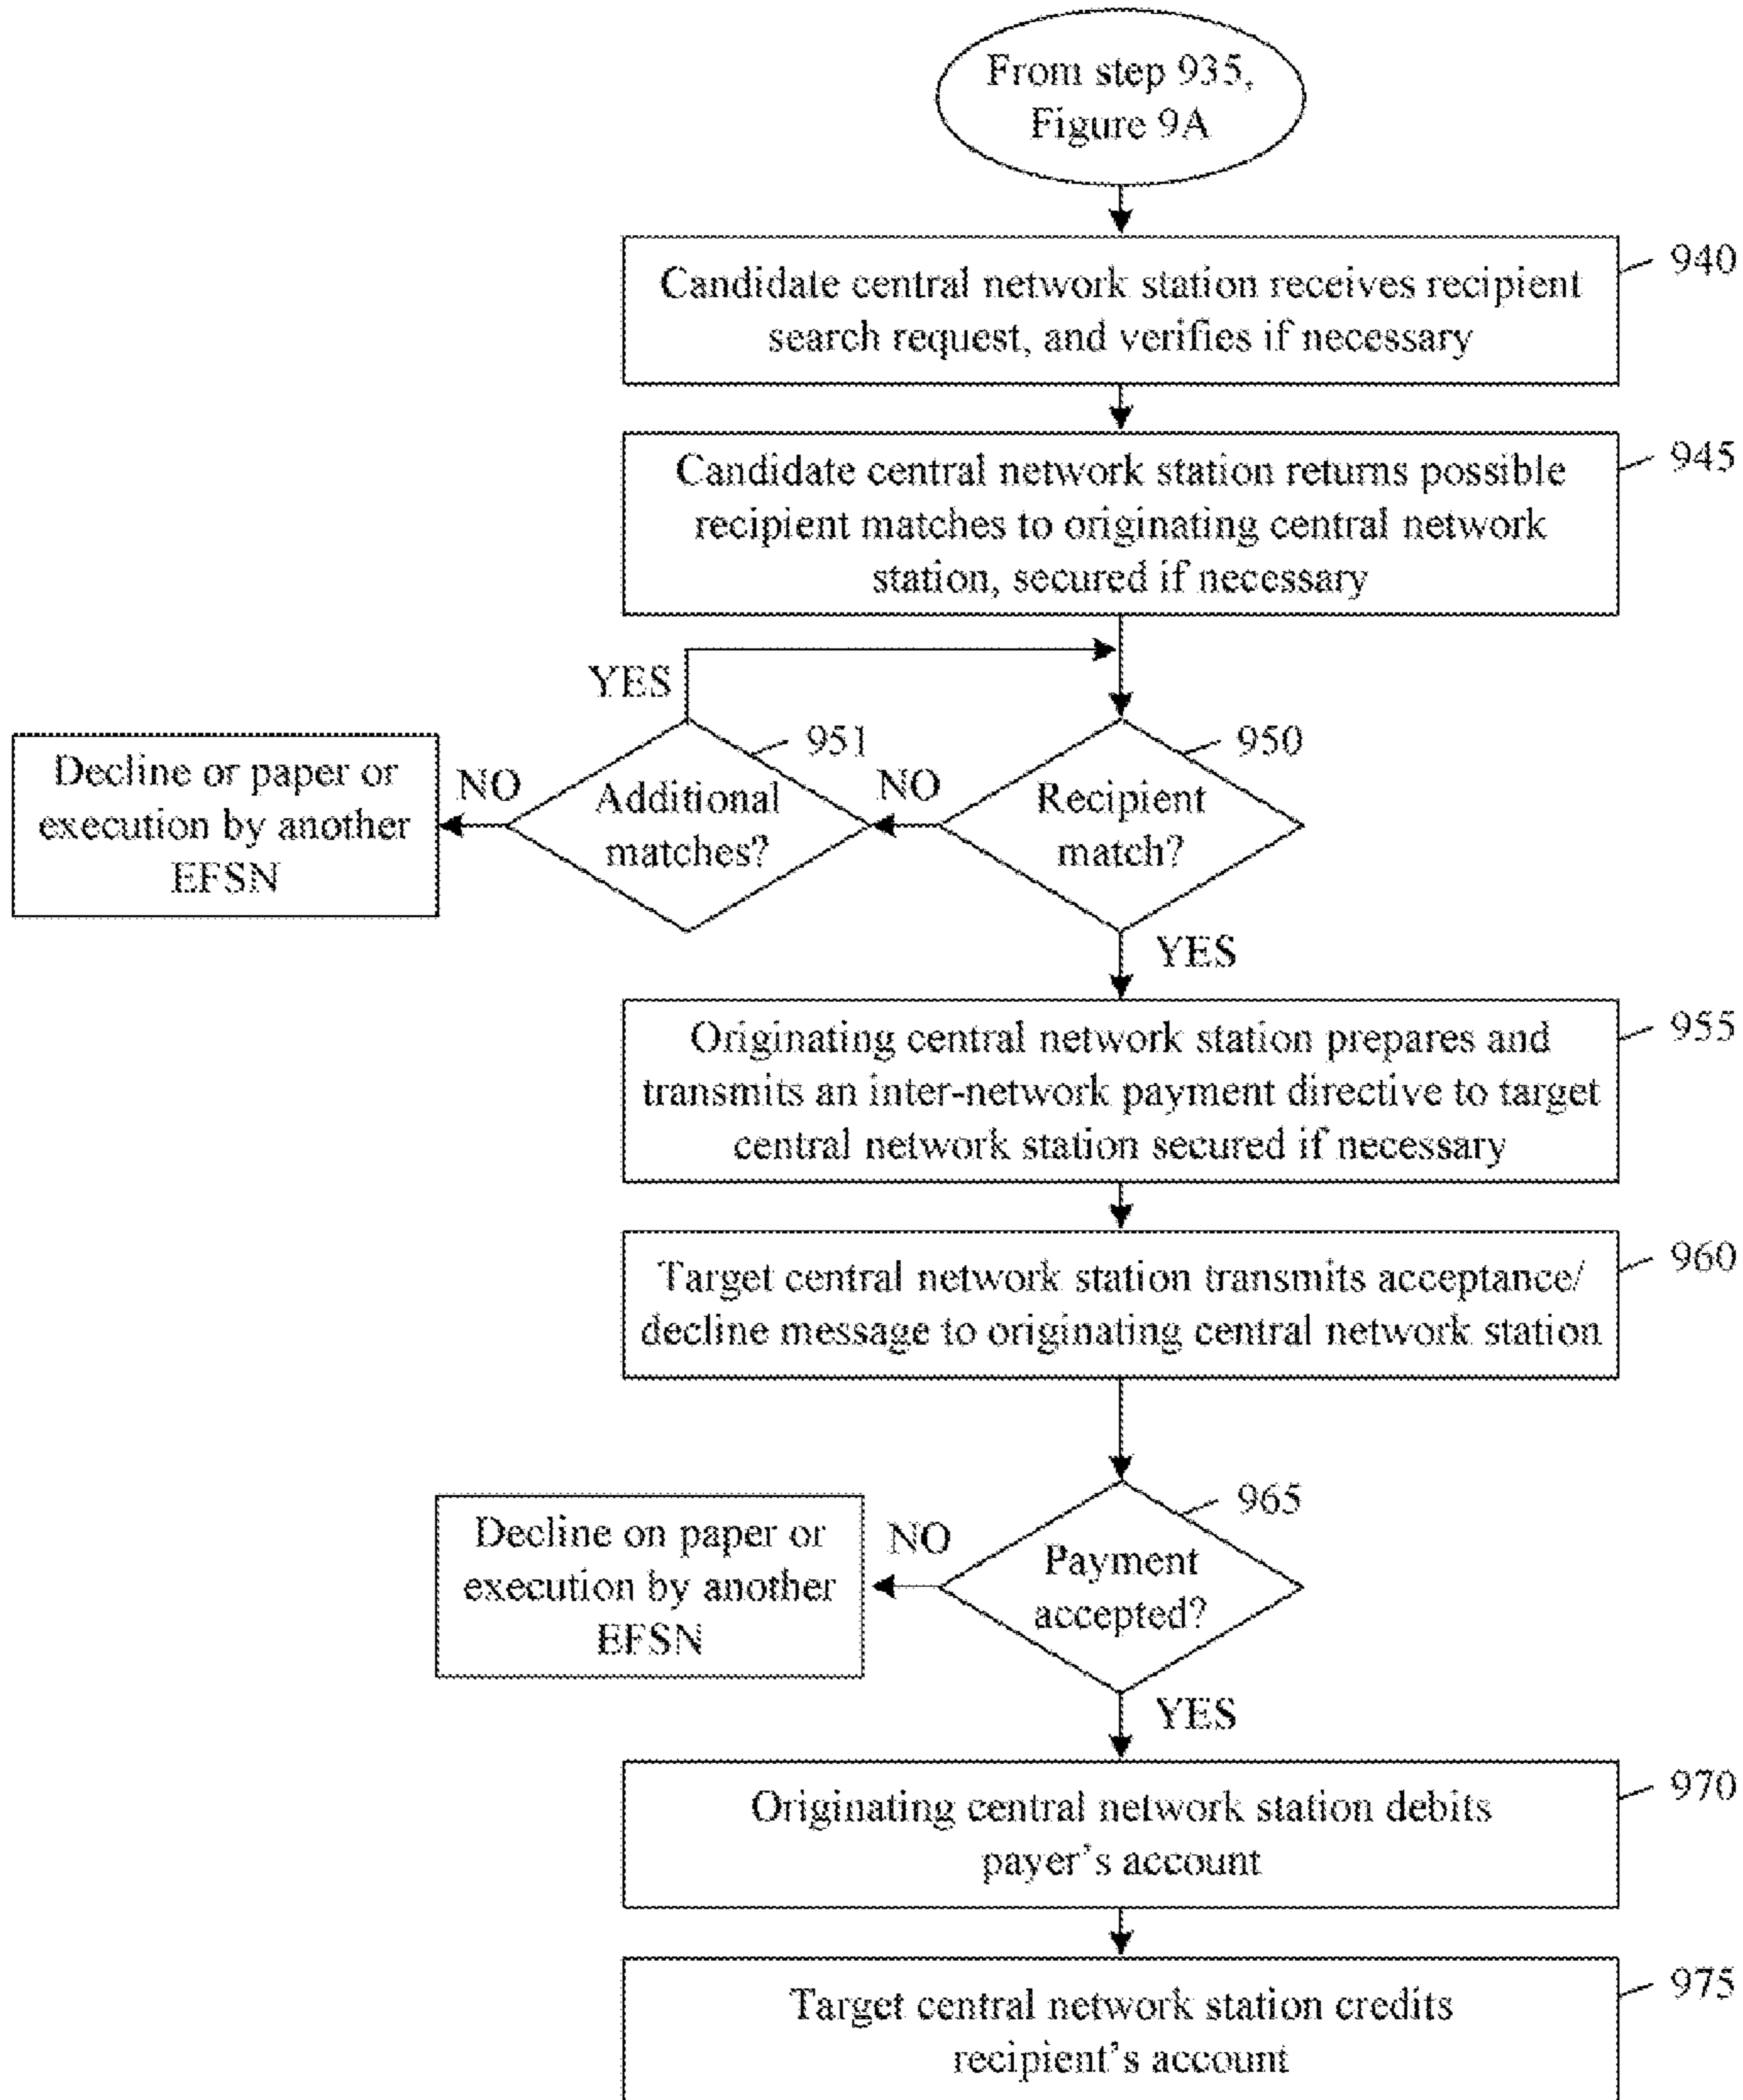 From step 935,
Figure 9A
Candidate central network station receives recipient
search request, and verifies if necessary
940
Candidate central network station returns possible
recipient matches to originating central network
station, secured if necessary
945
YES
Decline or paper or
execution by another
EFSN
NO
Additional
matches?
951
NO
Recipient
match?
950
YES
Originating central network station prepares and
transmits an inter-network payment directive to target
central network station secured if necessary
955
Target central network station transmits acceptance/
decline message to originating central network station
960
Decline on paper or
execution by another
EFSN
NO
Payment
accepted?
965
YES
Originating central network station debits
payer's account
970
Target central network station credits
recipient's account
975